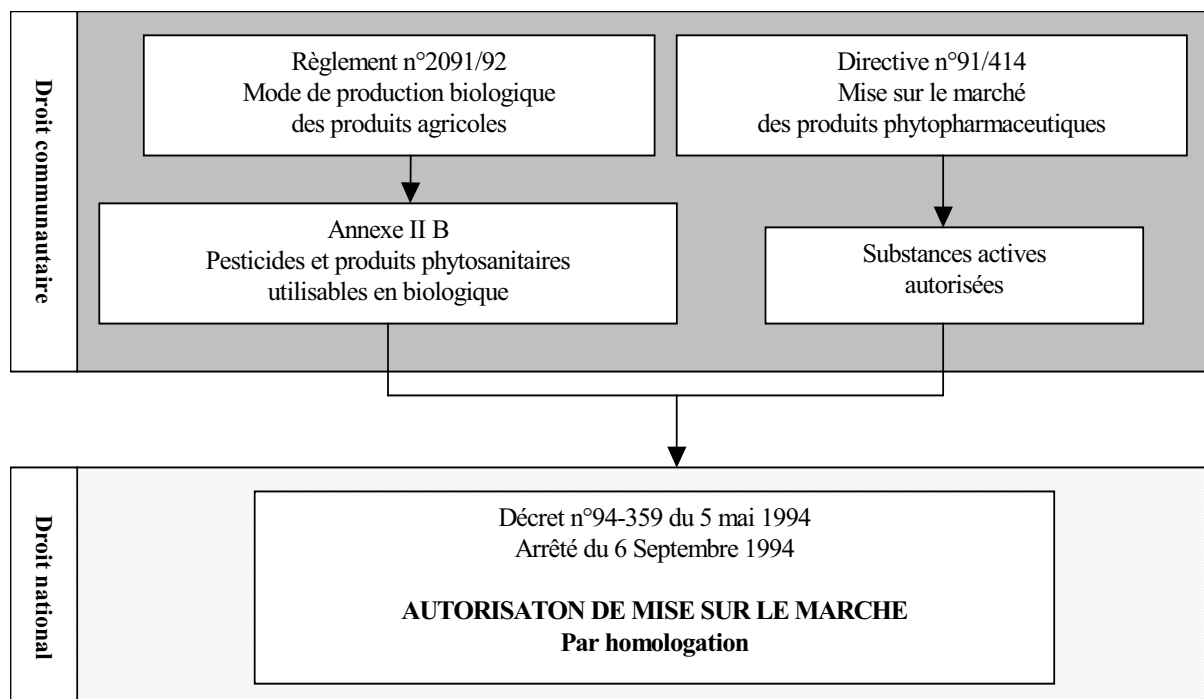 Droit communautaire
Règlement n°2091/92
Mode de production biologique
des produits agricoles
Directive n°91/414
Mise sur le marché
des produits phytopharmaceutiques
Annexe II B
Pesticides et produits phytosanitaires
utilisables en biologique
Substances actives
autorisées
Droit national
Décret n°94-359 du 5 mai 1994
Arrêté du 6 Septembre 1994
AUTORISATON DE MISE SUR LE MARCHE
Par homologation